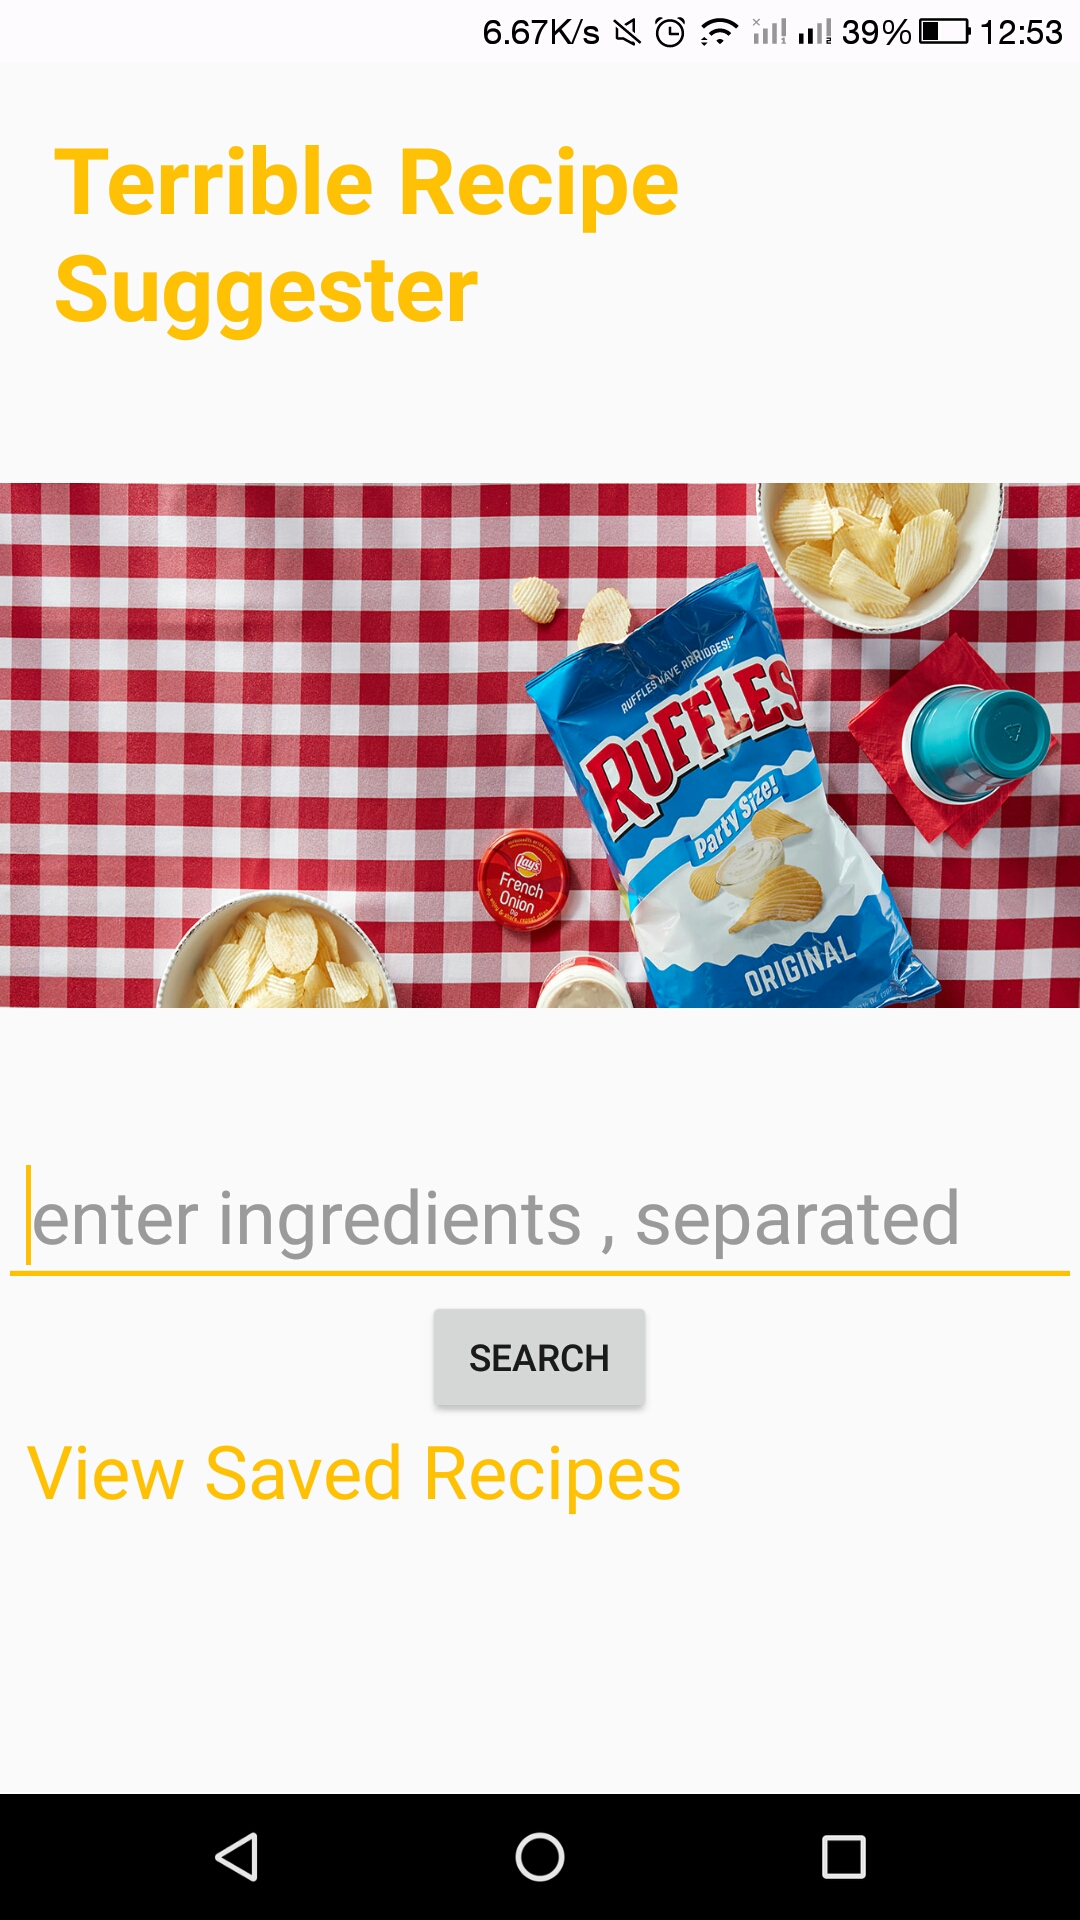 6.67K/s 39% 12:53
Terrible Recipe
Suggester
RUFFLES HAVE RRRIDGES!™
RUFFLES
Party Size!
Lay's
French
Onion
Dip
ORIGINAL
enter ingredients , separated
SEARCH
View Saved Recipes